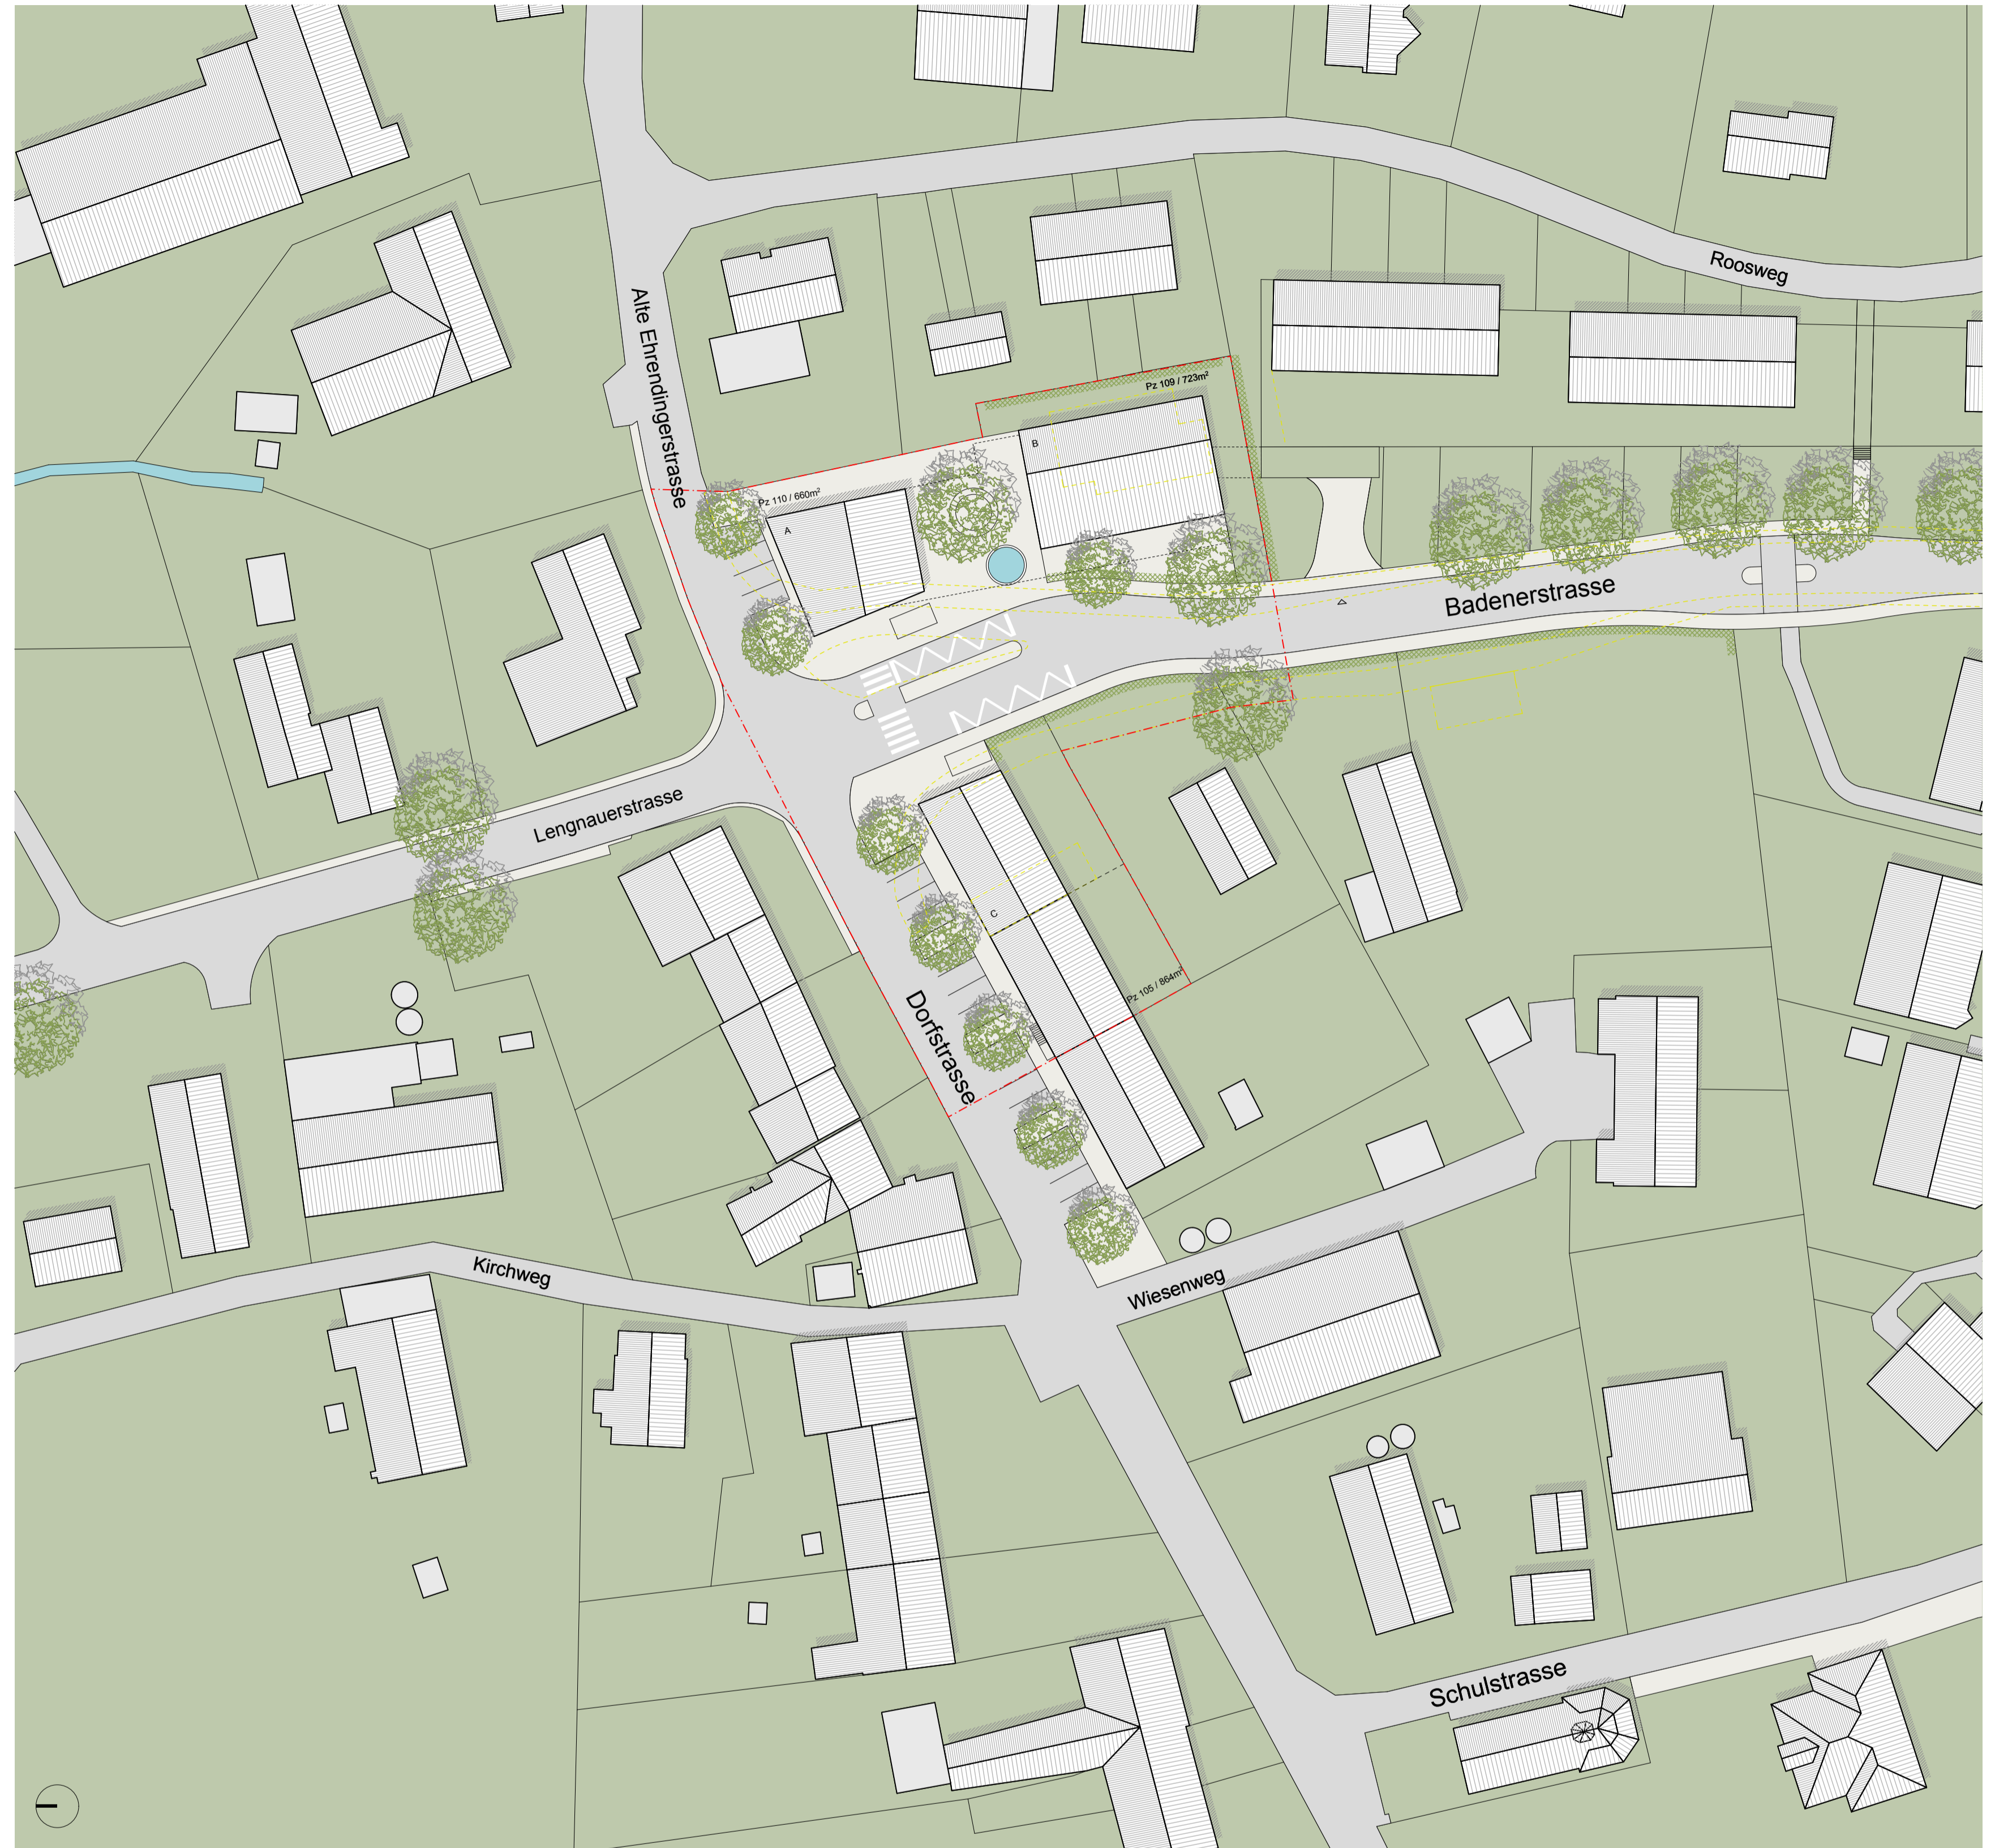 Roosweg
Alte Ehrendingerstrasse
Pz 109 / 723m²
B
Pz 110 / 660m²
A
Badenerstrasse
Lengnauerstrasse
C
Pz 105 / 864m²
Dorfstrasse
Kirchweg
Wiesenweg
Schulstrasse